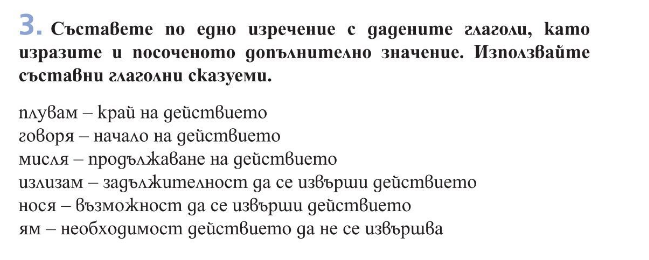 3. Съставете по едно изречение с дадените глаголи, като
изразите и посоченото допълнително значение. Използвайте
съставни глаголни сказуеми.
плувам – край на действието
говоря – начало на действието
мисля – продължаване на действието
излизам – задължителност да се извърши действието
нося – възможност да се извърши действието
ям – необходимост действието да не се извършва